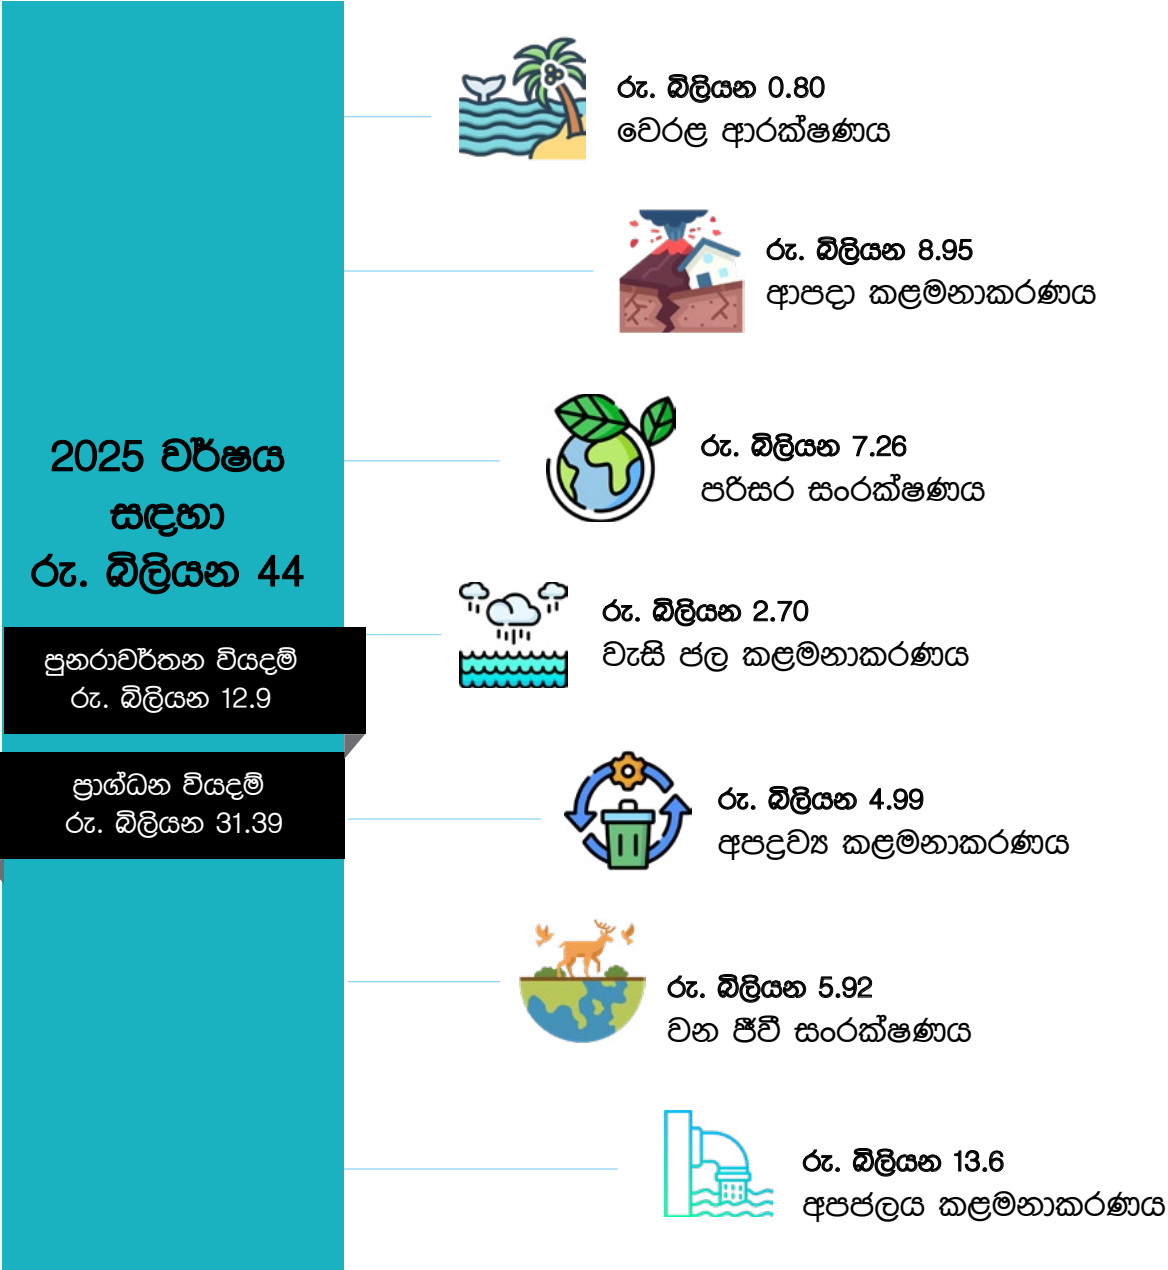 2025 වර්ෂය
සඳහා
රු. බිලියන 44
පුනරාවර්තන වියදම්
රු. බිලියන 12.9
ප්‍රාග්ධන වියදම්
රු. බිලියන 31.39
රු. බිලියන 0.80
වෙරළ ආරක්ෂණය
රු. බිලියන 8.95
ආපදා කළමනාකරණය
රු. බිලියන 7.26
පරිසර සංරක්ෂණය
රු. බිලියන 2.70
වැසි ජල කළමනාකරණය
රු. බිලියන 4.99
අපද්‍රව්‍ය කළමනාකරණය
රු. බිලියන 5.92
වන ජීවී සංරක්ෂණය
රු. බිලියන 13.6
අපජලය කළමනාකරණය